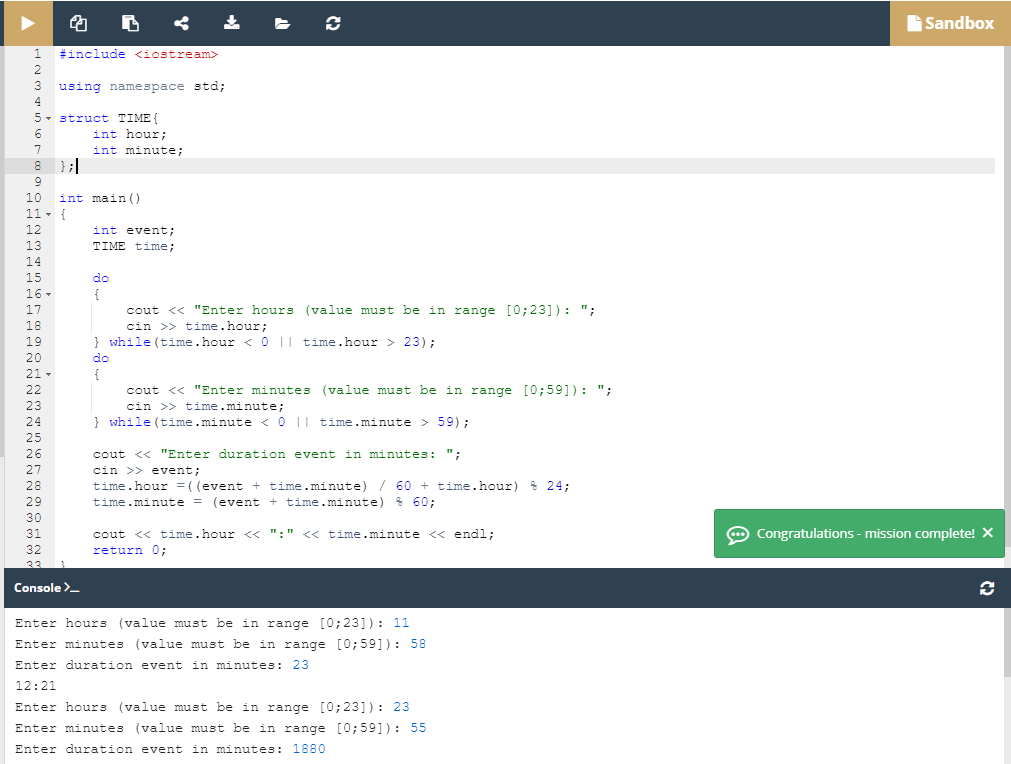 Sandbox
1 #include <iostream>
2
3 using namespace std;
4
5 struct TIME{
6     int hour;
7     int minute;
8 };
9
10 int main()
11 {
12     int event;
13     TIME time;
14
15     do
16     {
17         cout << "Enter hours (value must be in range [0;23]): ";
18         cin >> time.hour;
19     } while(time.hour < 0 || time.hour > 23);
20     do
21     {
22         cout << "Enter minutes (value must be in range [0;59]): ";
23         cin >> time.minute;
24     } while(time.minute < 0 || time.minute > 59);
25
26     cout << "Enter duration event in minutes: ";
27     cin >> event;
28     time.hour =((event + time.minute) / 60 + time.hour) % 24;
29     time.minute = (event + time.minute) % 60;
30
31     cout << time.hour << ":" << time.minute << endl;
32     return 0;
33 }
Congratulations - mission complete! ×
Console >_
Enter hours (value must be in range [0;23]): 11
Enter minutes (value must be in range [0;59]): 58
Enter duration event in minutes: 23
12:21
Enter hours (value must be in range [0;23]): 23
Enter minutes (value must be in range [0;59]): 55
Enter duration event in minutes: 1880